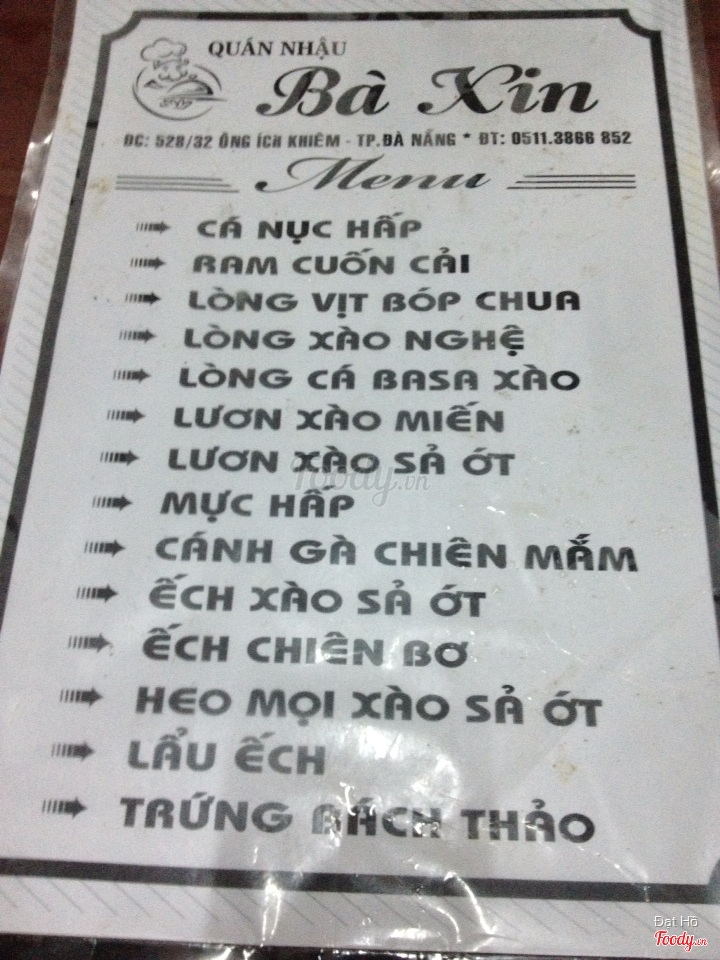 QUÁN NHẬU
Bà Xin
ĐC: 528/32 ÔNG ÍCH KHIÊM - TP.ĐÀ NẴNG * ĐT: 0511.3866 852
Menu
CÁ NỤC HẤP
RAM CUỐN CẢI
LÒNG VỊT BÓP CHUA
LÒNG XÀO NGHỆ
LÒNG CÁ BASA XÀO
LƯƠN XÀO MIẾN
LƯƠN XÀO SẢ ỚT
MỰC HẤP
CÁNH GÀ CHIÊN MẮM
ẾCH XÀO SẢ ỚT
ẾCH CHIÊN BƠ
HEO MỌI XÀO SẢ ỚT
LẨU ẾCH
TRỨNG BÁCH THẢO
foody.vn
Đạt Hồ
Foody.vn